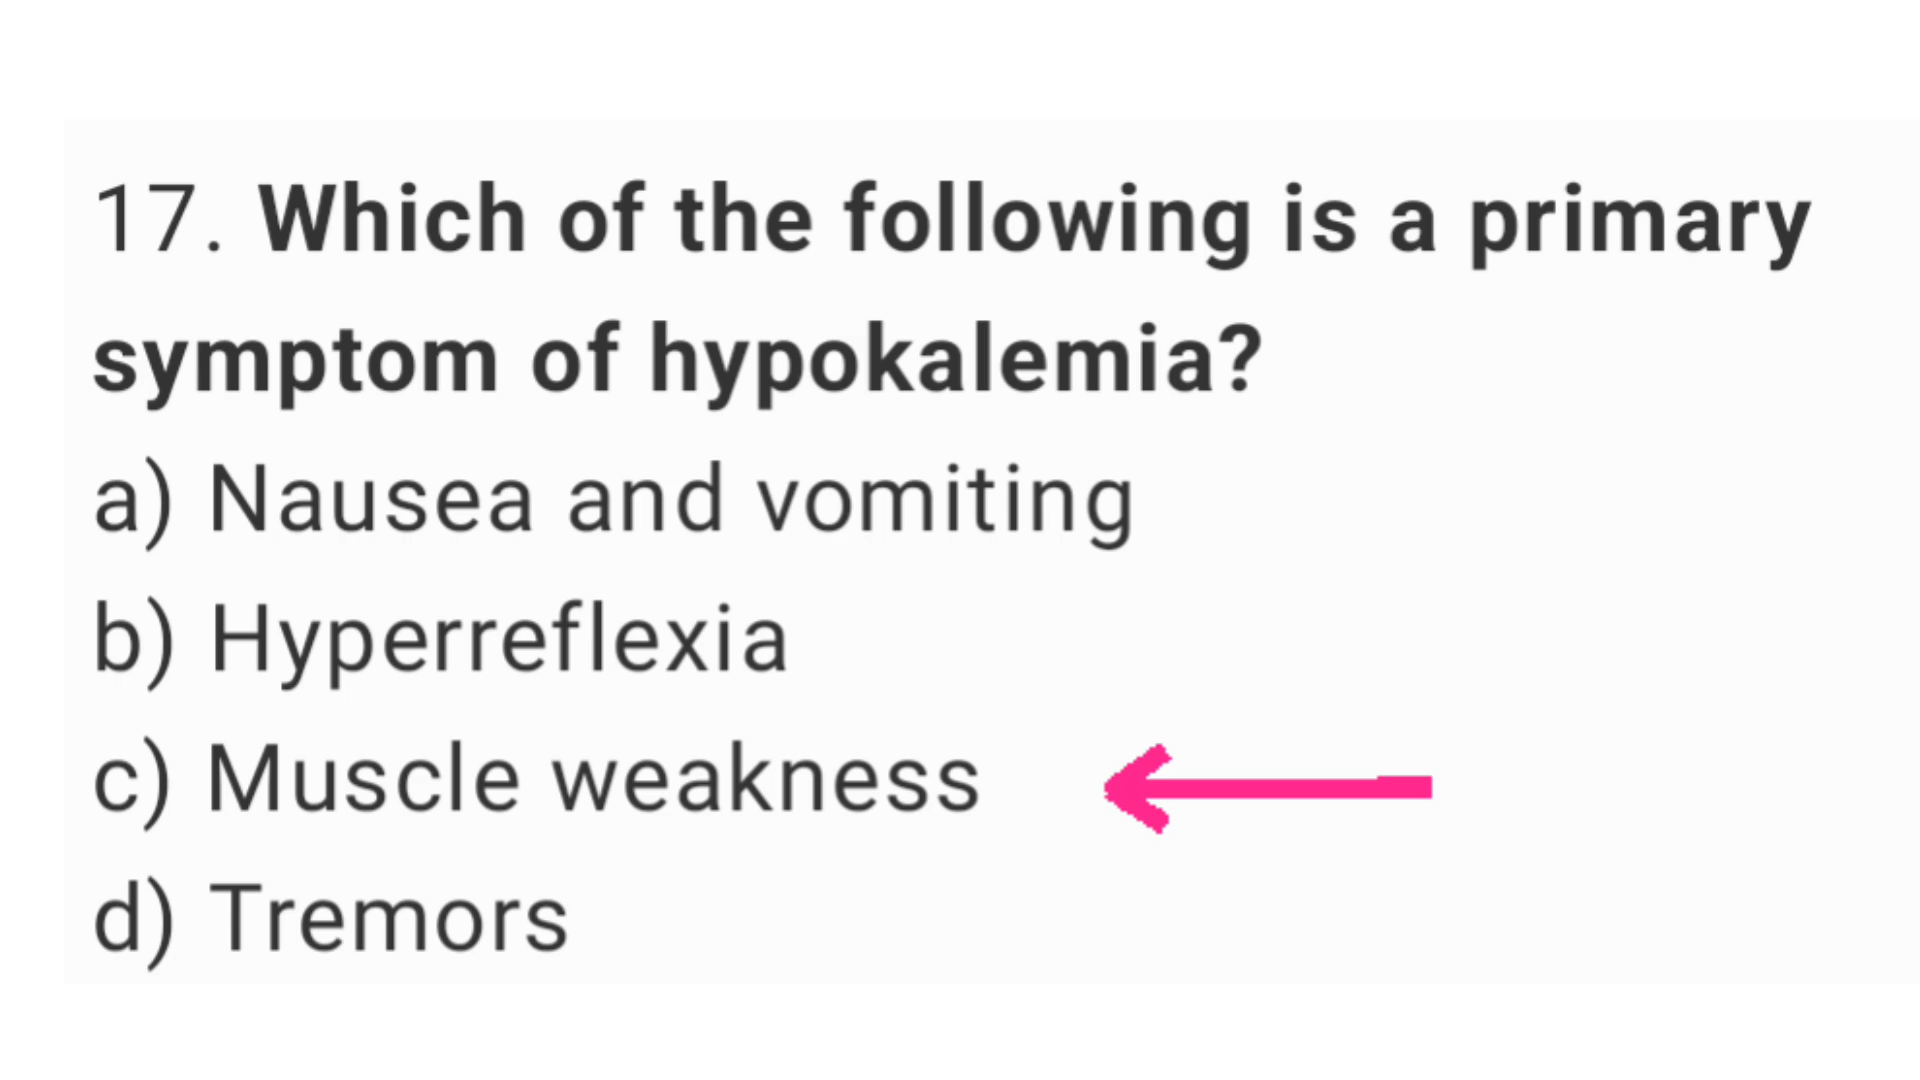 17. Which of the following is a primary
symptom of hypokalemia?
a) Nausea and vomiting
b) Hyperreflexia
c) Muscle weakness
d) Tremors